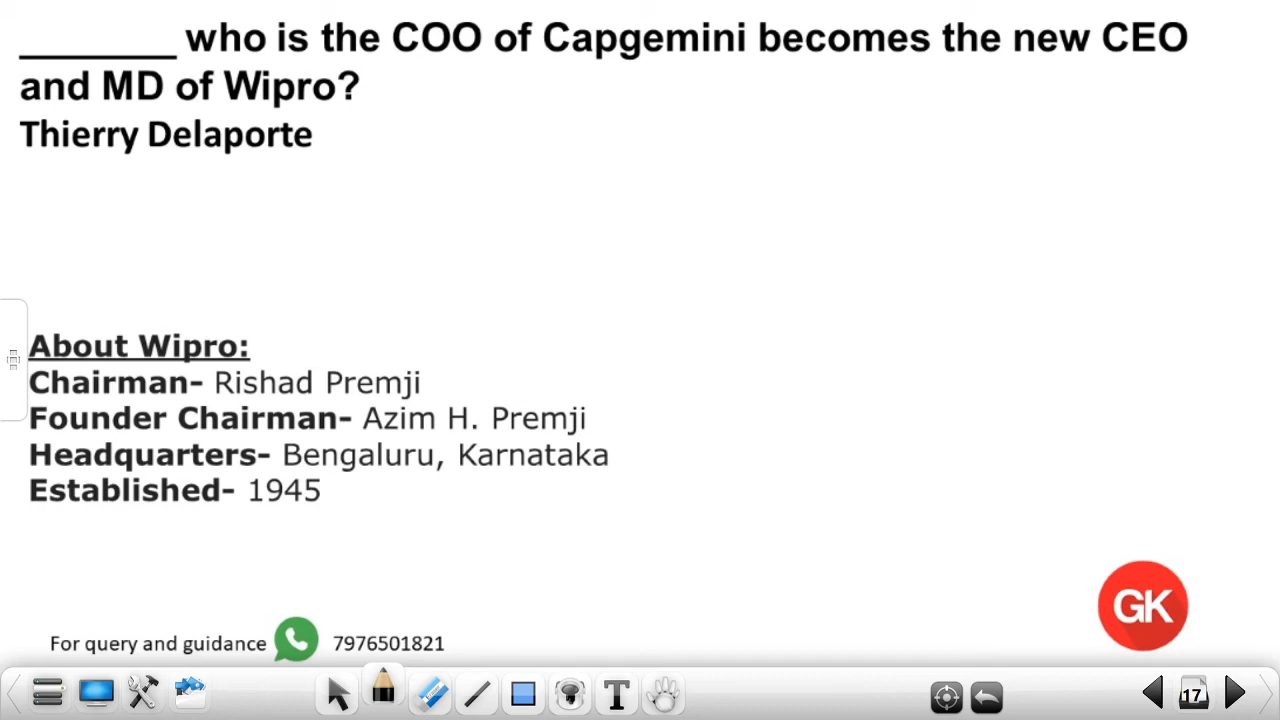 _______ who is the COO of Capgemini becomes the new CEO
and MD of Wipro?
Thierry Delaporte
About Wipro:
Chairman- Rishad Premji
Founder Chairman- Azim H. Premji
Headquarters- Bengaluru, Karnataka
Established- 1945
GK
For query and guidance 7976501821
T
17